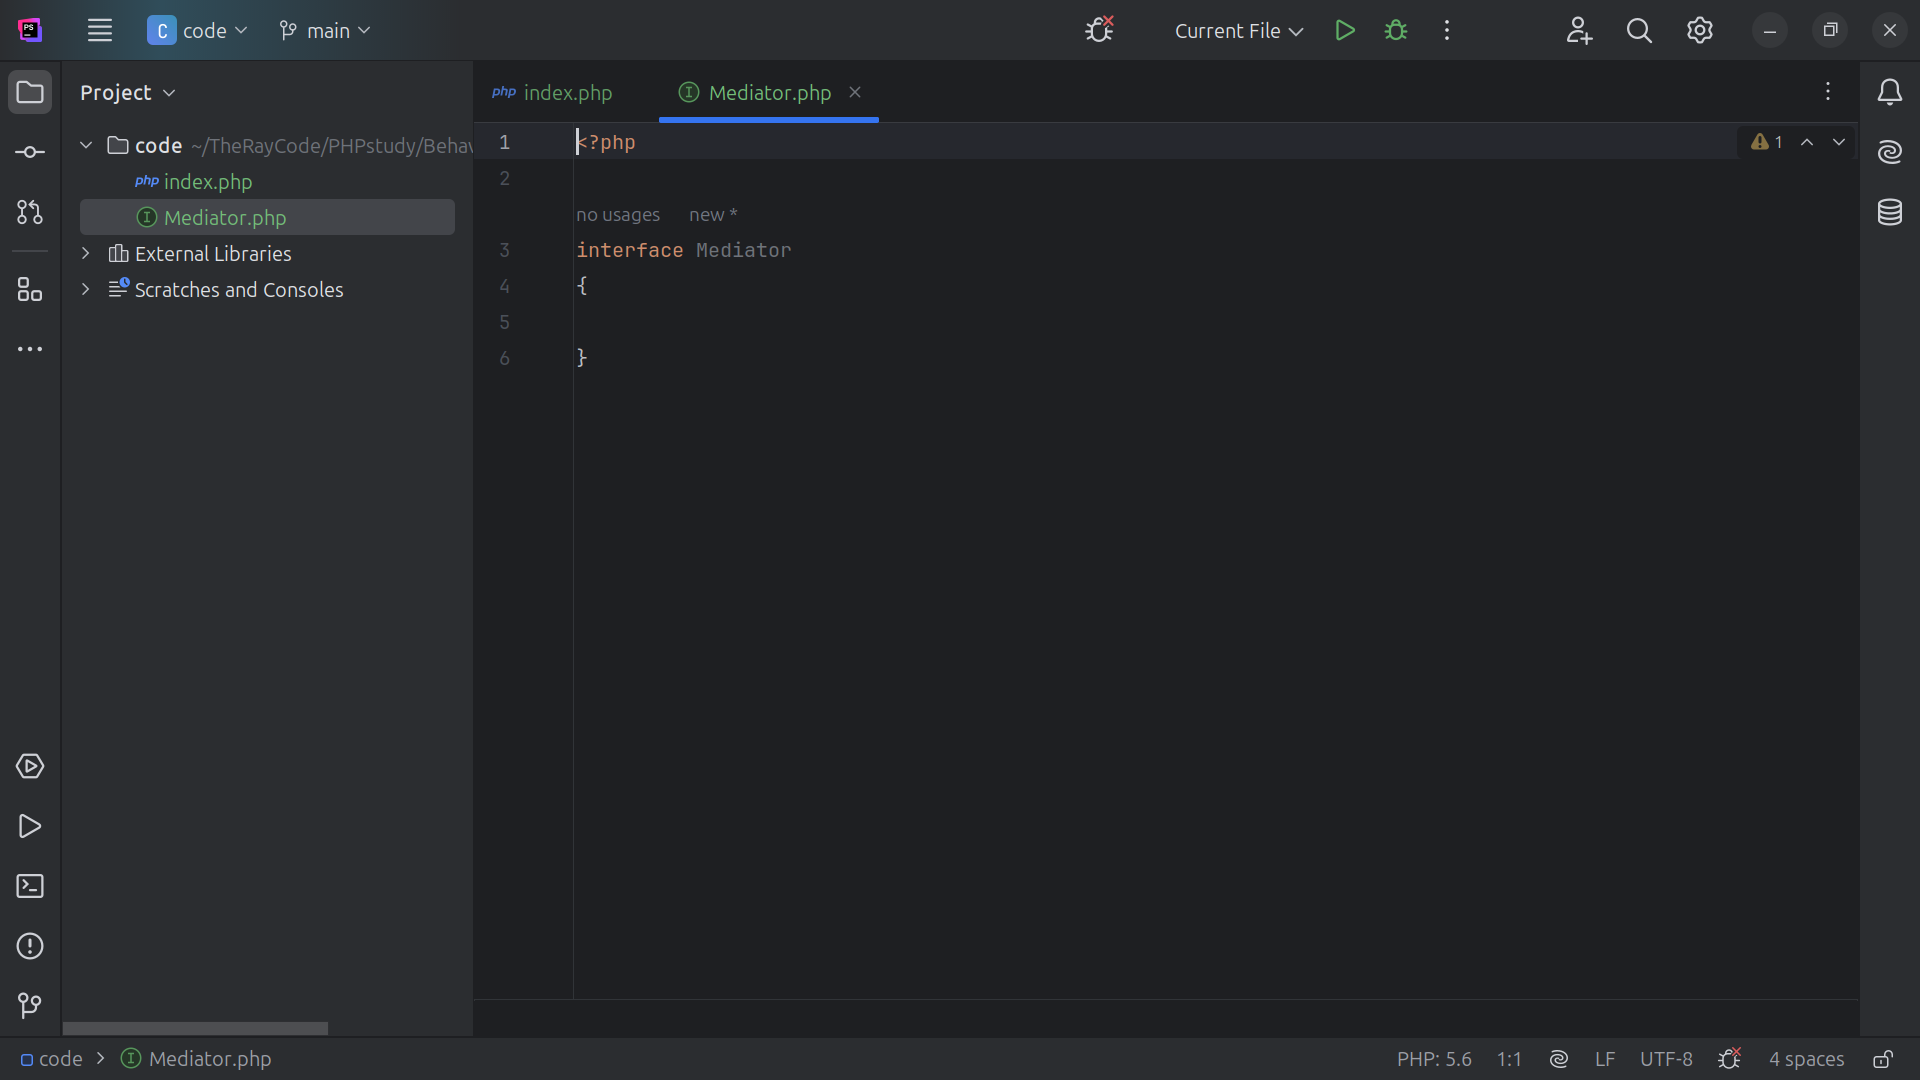 C code main Current File
Project
code ~/TheRayCode/PHPstudy/Behav
php index.php
Mediator.php
External Libraries
Scratches and Consoles
php index.php Mediator.php
1 <?php
1
2
no usages new *
3 interface Mediator
4 {
5
6 }
code > Mediator.php
PHP: 5.6 1:1 LF UTF-8 4 spaces